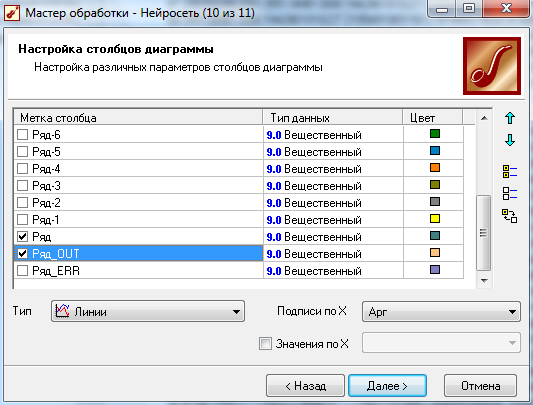 Мастер обработки - Нейросеть (10 из 11)
Настройка столбцов диаграммы
Настройка различных параметров столбцов диаграммы
Метка столбца Тип данных Цвет
Ряд-6 9.0 Вещественный
Ряд-5 9.0 Вещественный
Ряд-4 9.0 Вещественный
Ряд-3 9.0 Вещественный
Ряд-2 9.0 Вещественный
Ряд-1 9.0 Вещественный
Ряд 9.0 Вещественный
Ряд_OUT 9.0 Вещественный
Ряд_ERR 9.0 Вещественный
Тип Линии Подписи по X Арг
Значения по X
< Назад Далее > Отмена